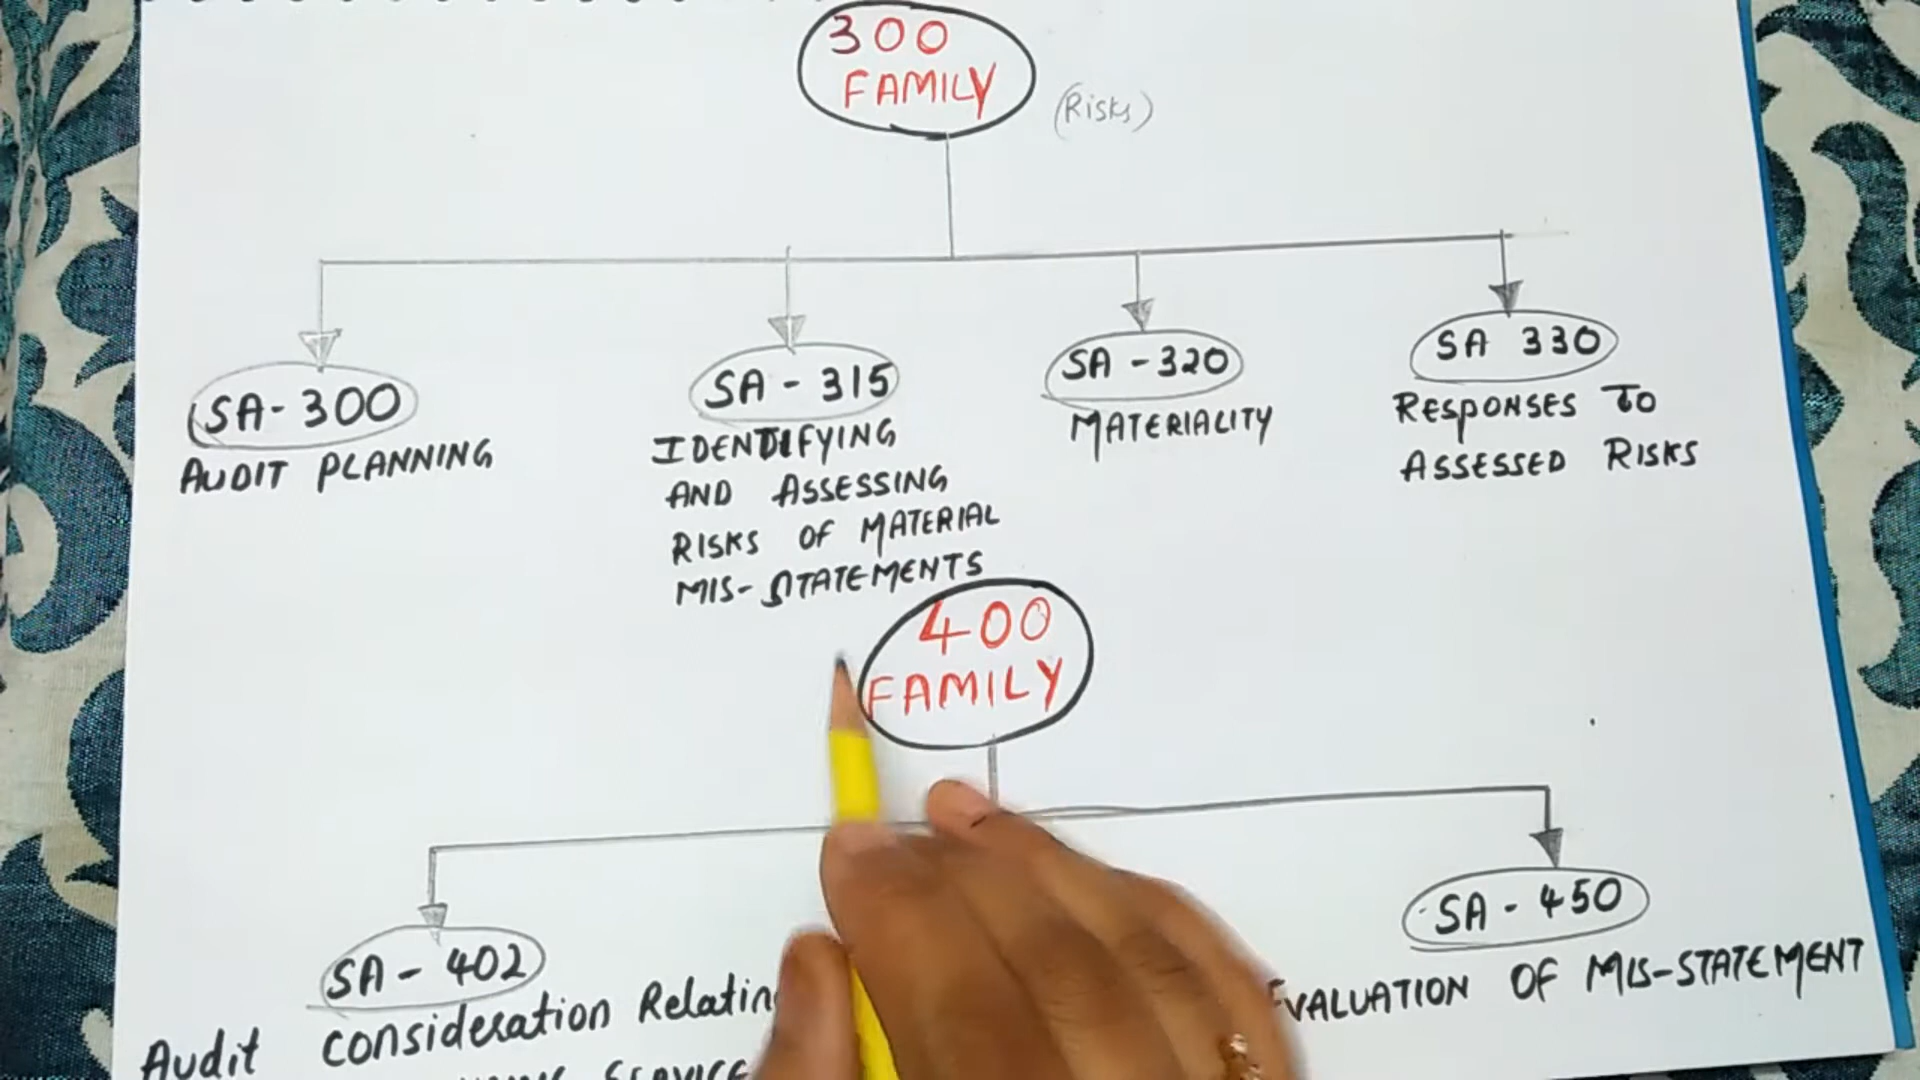 300
FAMILY
(Risks)
SA-300
AUDIT PLANNING
SA - 315
IDENTIFYING
AND ASSESSING
RISKS OF MATERIAL
MIS-STATEMENTS
SA - 320
MATERIALITY
SA 330
RESPONSES TO
ASSESSED RISKS
400
FAMILY
SA - 402
Audit consideration Relating
SERVICE
SA - 450
EVALUATION OF MIS-STATEMENT